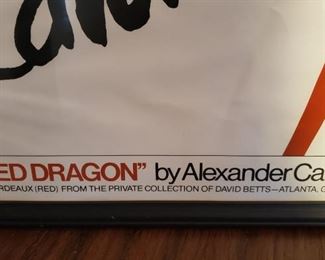 ED DRAGON" by Alexander Ca
RDEAUX (RED) FROM THE PRIVATE COLLECTION OF DAVID BETTS—ATLANTA, G